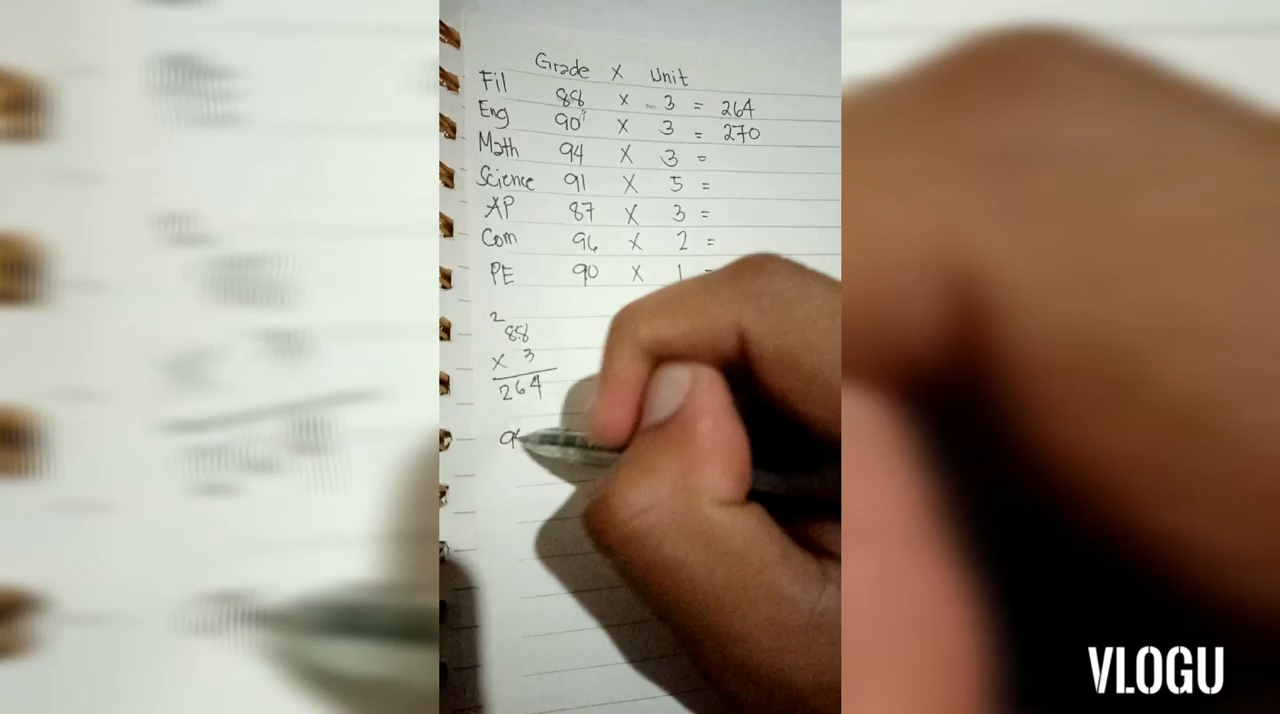 Grade X Unit
Fil 88 x 3 = 264
Eng 90 X 3 = 270
Math 94 X 3 =
Science 91 X 5 =
AP 87 X 3 =
Com 96 X 2 =
PE 90 X 1 =
2
88
X 3
264
VLOGU